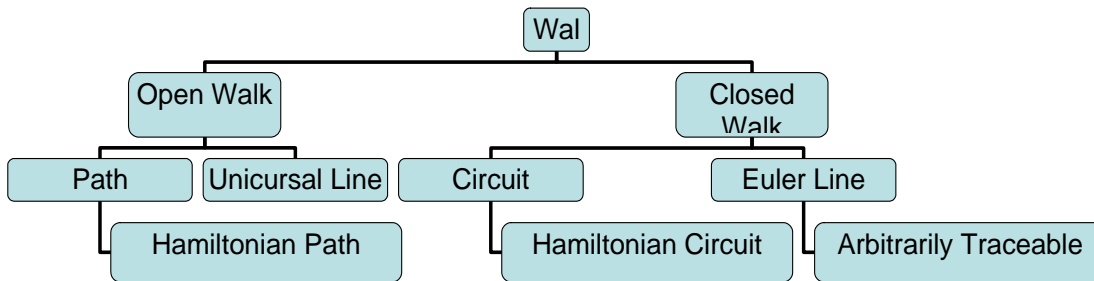 Wal
Open Walk
Closed
Walk
Path
Unicursal Line
Circuit
Euler Line
Hamiltonian Path
Hamiltonian Circuit
Arbitrarily Traceable